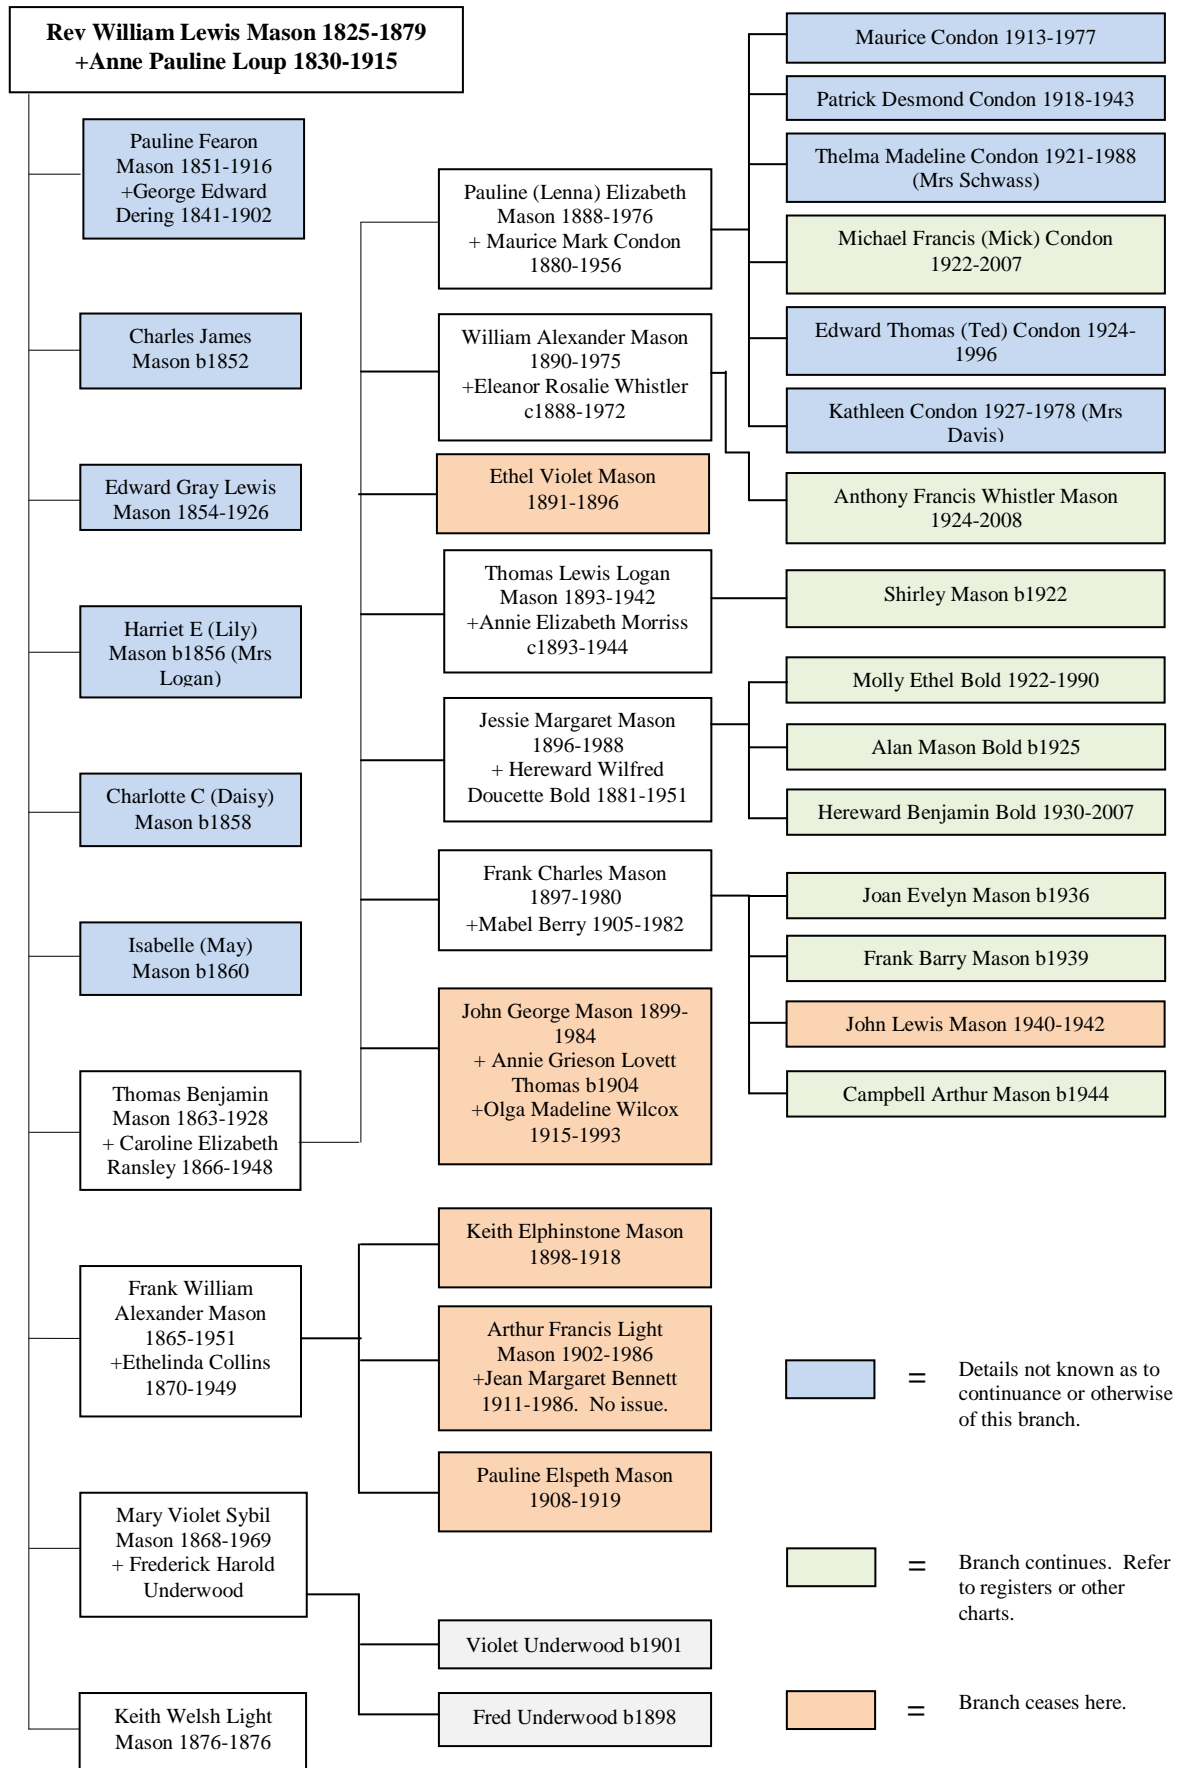 Rev William Lewis Mason 1825-1879
+Anne Pauline Loup 1830-1915
Pauline Fearon
Mason 1851-1916
+George Edward
Dering 1841-1902
Charles James
Mason b1852
Edward Gray Lewis
Mason 1854-1926
Harriet E (Lily)
Mason b1856 (Mrs
Logan)
Charlotte C (Daisy)
Mason b1858
Isabelle (May)
Mason b1860
Thomas Benjamin
Mason 1863-1928
+ Caroline Elizabeth
Ransley 1866-1948
Frank William
Alexander Mason
1865-1951
+Ethelinda Collins
1870-1949
Mary Violet Sybil
Mason 1868-1969
+ Frederick Harold
Underwood
Keith Welsh Light
Mason 1876-1876
Pauline (Lenna) Elizabeth
Mason 1888-1976
+ Maurice Mark Condon
1880-1956
William Alexander Mason
1890-1975
+Eleanor Rosalie Whistler
c1888-1972
Ethel Violet Mason
1891-1896
Thomas Lewis Logan
Mason 1893-1942
+Annie Elizabeth Morriss
c1893-1944
Jessie Margaret Mason
1896-1988
+ Hereward Wilfred
Doucette Bold 1881-1951
Frank Charles Mason
1897-1980
+Mabel Berry 1905-1982
John George Mason 1899-
1984
+ Annie Grieson Lovett
Thomas b1904
+Olga Madeline Wilcox
1915-1993
Keith Elphinstone Mason
1898-1918
Arthur Francis Light
Mason 1902-1986
+Jean Margaret Bennett
1911-1986.  No issue.
Pauline Elspeth Mason
1908-1919
Violet Underwood b1901
Fred Underwood b1898
Maurice Condon 1913-1977
Patrick Desmond Condon 1918-1943
Thelma Madeline Condon 1921-1988
(Mrs Schwass)
Michael Francis (Mick) Condon
1922-2007
Edward Thomas (Ted) Condon 1924-
1996
Kathleen Condon 1927-1978 (Mrs
Davis)
Anthony Francis Whistler Mason
1924-2008
Shirley Mason b1922
Molly Ethel Bold 1922-1990
Alan Mason Bold b1925
Hereward Benjamin Bold 1930-2007
Joan Evelyn Mason b1936
Frank Barry Mason b1939
John Lewis Mason 1940-1942
Campbell Arthur Mason b1944
= Details not known as to
continuance or otherwise
of this branch.
= Branch continues.  Refer
to registers or other
charts.
= Branch ceases here.